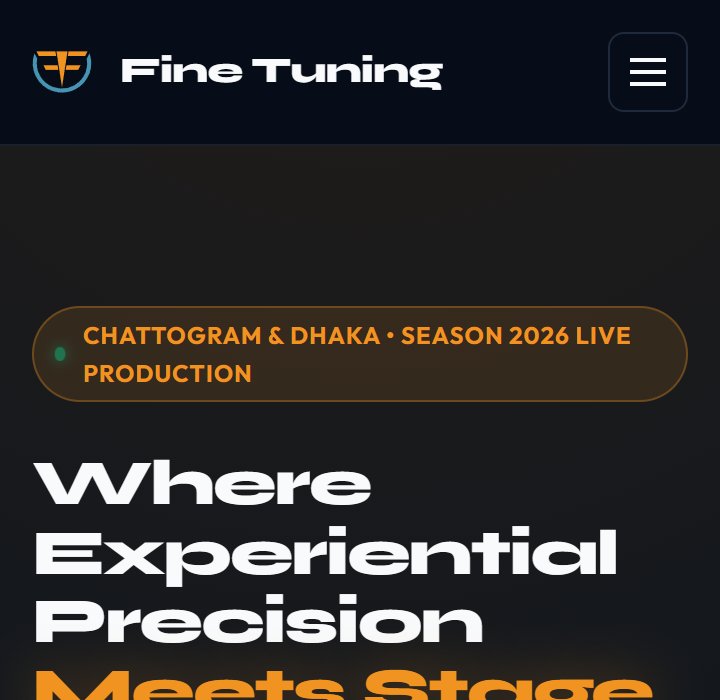 Fine Tuning
CHATTOGRAM & DHAKA • SEASON 2026 LIVE
PRODUCTION
Where
Experiential
Precision
Meets Stage